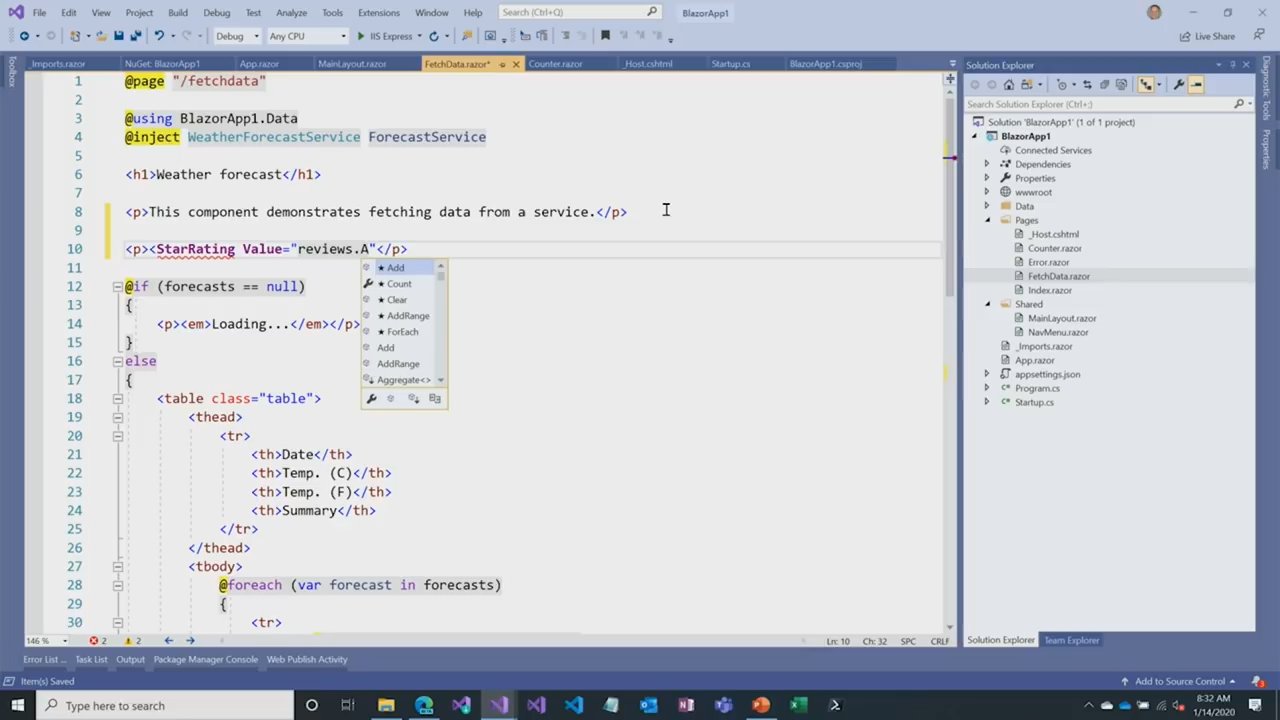 File Edit View Project Build Debug Test Analyze Tools Extensions Window Help Search (Ctrl+Q) BlazorApp1
Debug Any CPU IIS Express Live Share
Toolbox
_Imports.razor NuGet: BlazorApp1 App.razor MainLayout.razor FetchData.razor* Counter.razor _Host.cshtml Startup.cs BlazorApp1.csproj
1 @page "/fetchdata"
2
3 @using BlazorApp1.Data
4 @inject WeatherForecastService ForecastService
5
6 <h1>Weather forecast</h1>
7
8 <p>This component demonstrates fetching data from a service.</p>
9
10 <p><StarRating Value="reviews.A"</p>
11
12 @if (forecasts == null)
13 {
14 <p><em>Loading...</em></p>
15 }
16 else
17 {
18 <table class="table">
19 <thead>
20 <tr>
21 <th>Date</th>
22 <th>Temp. (C)</th>
23 <th>Temp. (F)</th>
24 <th>Summary</th>
25 </tr>
26 </thead>
27 <tbody>
28 @foreach (var forecast in forecasts)
29 {
30 <tr>
★ Add
★ Count
★ Clear
★ AddRange
★ ForEach
Add
AddRange
Aggregate<>
Solution Explorer
Search Solution Explorer (Ctrl+;)
Solution 'BlazorApp1' (1 of 1 project)
BlazorApp1
Connected Services
Dependencies
Properties
wwwroot
Data
Pages
_Host.cshtml
Counter.razor
Error.razor
FetchData.razor
Index.razor
Shared
MainLayout.razor
NavMenu.razor
_Imports.razor
App.razor
appsettings.json
Program.cs
Startup.cs
Diagnostic Tools
Properties
146 % 2 2 Ln: 10 Ch: 32 SPC CRLF
Solution Explorer Team Explorer
Error List ... Task List Output Package Manager Console Web Publish Activity
Item(s) Saved Add to Source Control
Type here to search
8:32 AM
1/14/2020